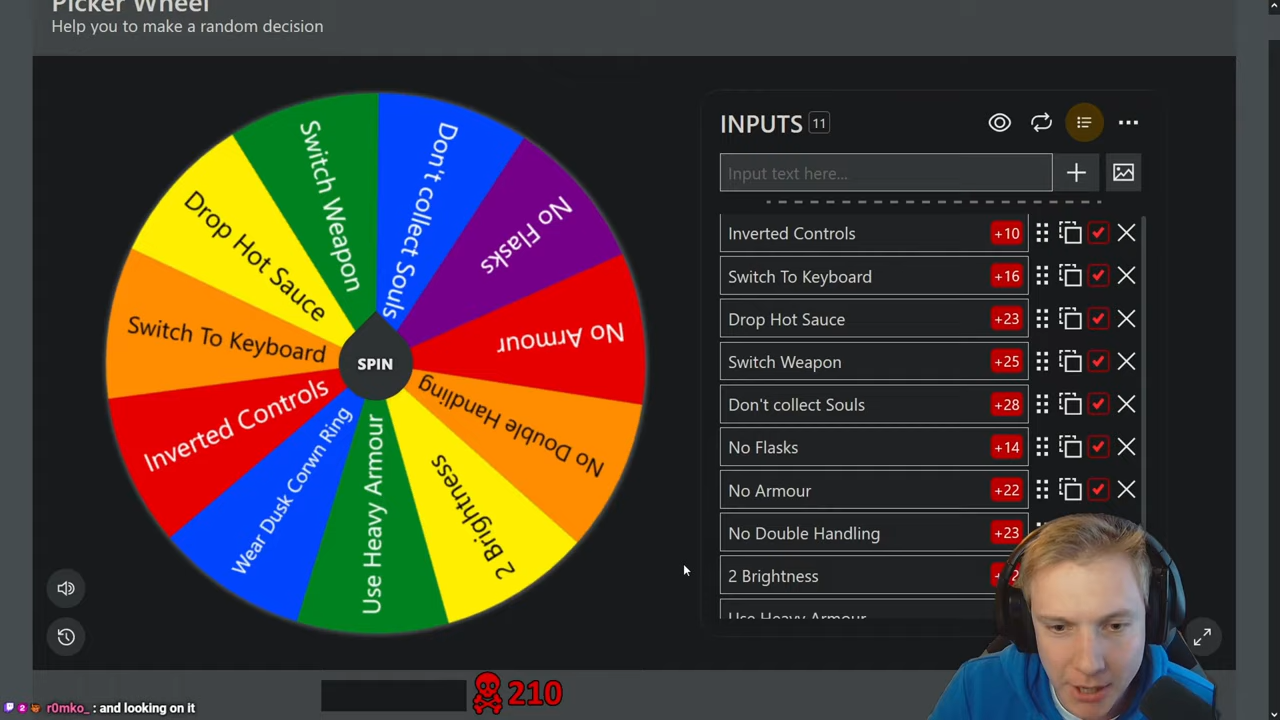 Picker Wheel
Help you to make a random decision
Don't collect Souls
No Flasks
No Armour
No Double Handling
2 Brightness
Use Heavy Armour
Wear Dusk Corwn Ring
Inverted Controls
Switch To Keyboard
Drop Hot Sauce
Switch Weapon
SPIN
INPUTS 11
Input text here...
Inverted Controls +10
Switch To Keyboard +16
Drop Hot Sauce +23
Switch Weapon +25
Don't collect Souls +28
No Flasks +14
No Armour +22
No Double Handling +23
2 Brightness
Use Heavy Armour
210
2 r0mko_ : and looking on it